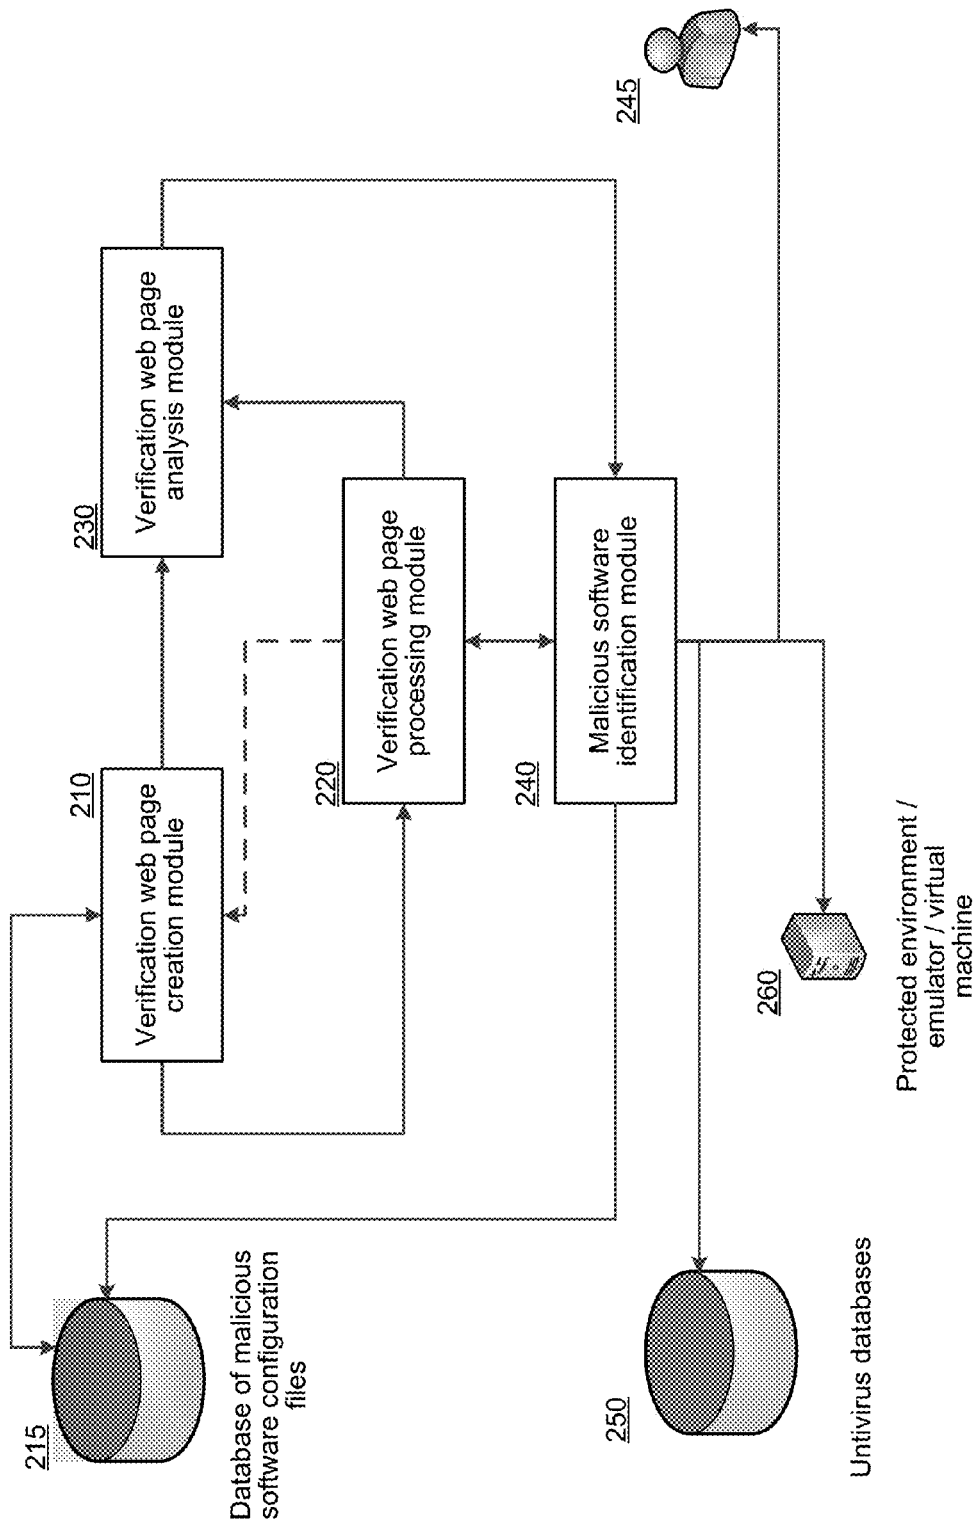 215
Database of malicious
software configuration
files
210
Verification web page
creation module
230
Verification web page
analysis module
220
Verification web page
processing module
240
Malicious software
identification module
245
250
Untivirus databases
260
Protected environment /
emulator / virtual
machine